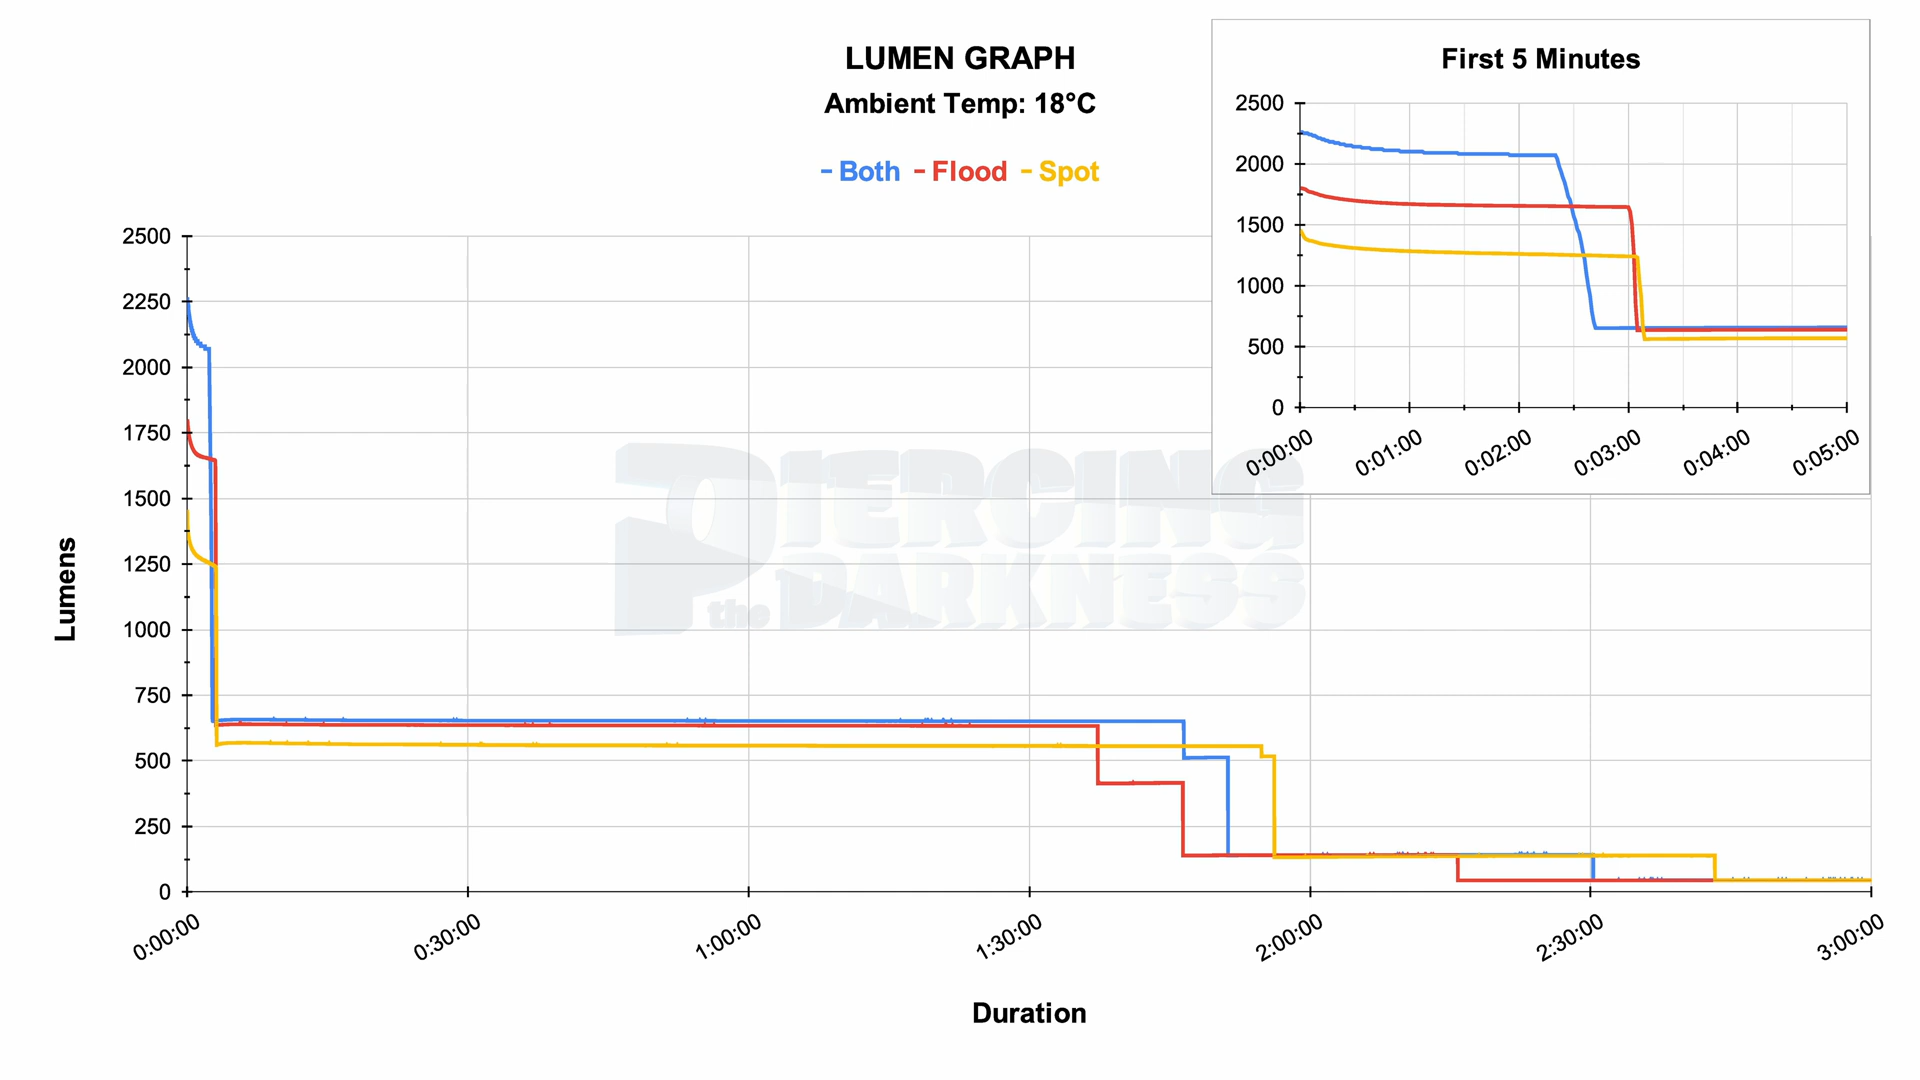 LUMEN GRAPH
Ambient Temp: 18°C
Both Flood Spot
First 5 Minutes
2500
2000
1500
1000
500
0
0:00:00 0:01:00 0:02:00 0:03:00 0:04:00 0:05:00
Lumens
2500
2250
2000
1750
1500
1250
1000
750
500
250
0
PIERCING
the DARKNESS
0:00:00 0:30:00 1:00:00 1:30:00 2:00:00 2:30:00 3:00:00
Duration